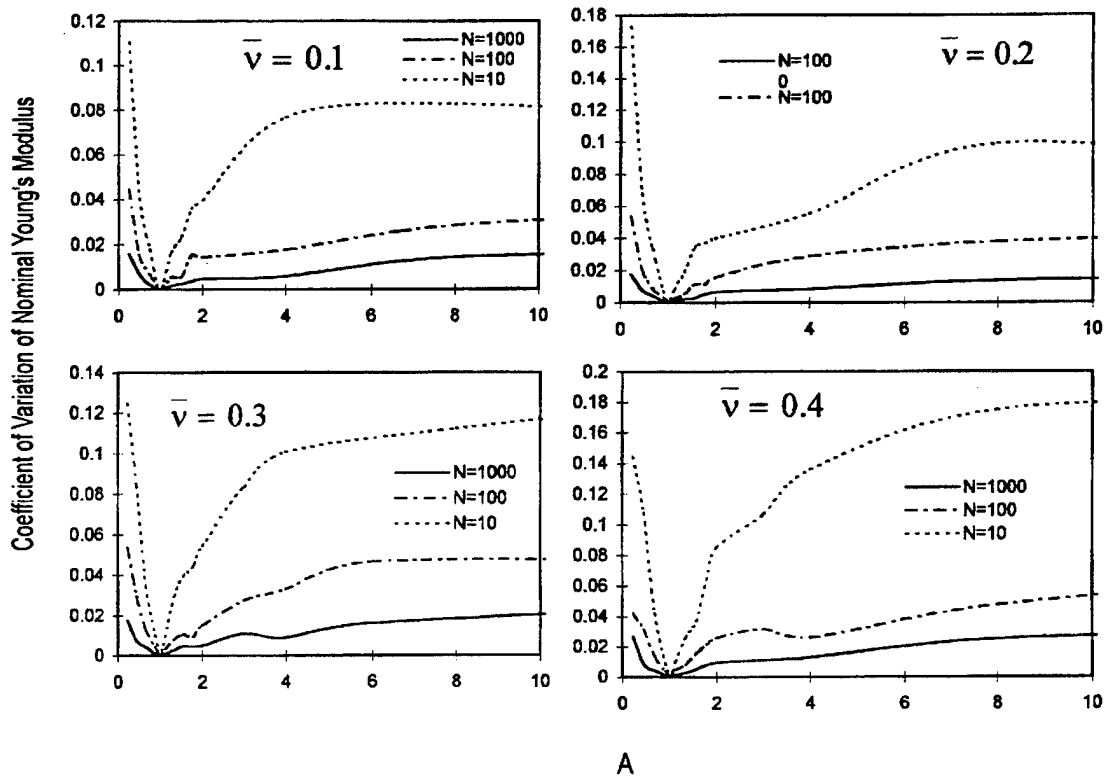 Coefficient of Variation of Nominal Young's Modulus
0.12
0.1
0.08
0.06
0.04
0.02
0
0 2 4 6 8 10
ν̅ = 0.1
N=1000
N=100
N=10
0.18
0.16
0.14
0.12
0.1
0.08
0.06
0.04
0.02
0
0 2 4 6 8 10
N=100
0
N=100
ν̅ = 0.2
0.14
0.12
0.1
0.08
0.06
0.04
0.02
0
0 2 4 6 8 10
ν̅ = 0.3
N=1000
N=100
N=10
0.2
0.18
0.16
0.14
0.12
0.1
0.08
0.06
0.04
0.02
0
0 2 4 6 8 10
ν̅ = 0.4
N=1000
N=100
N=10
A